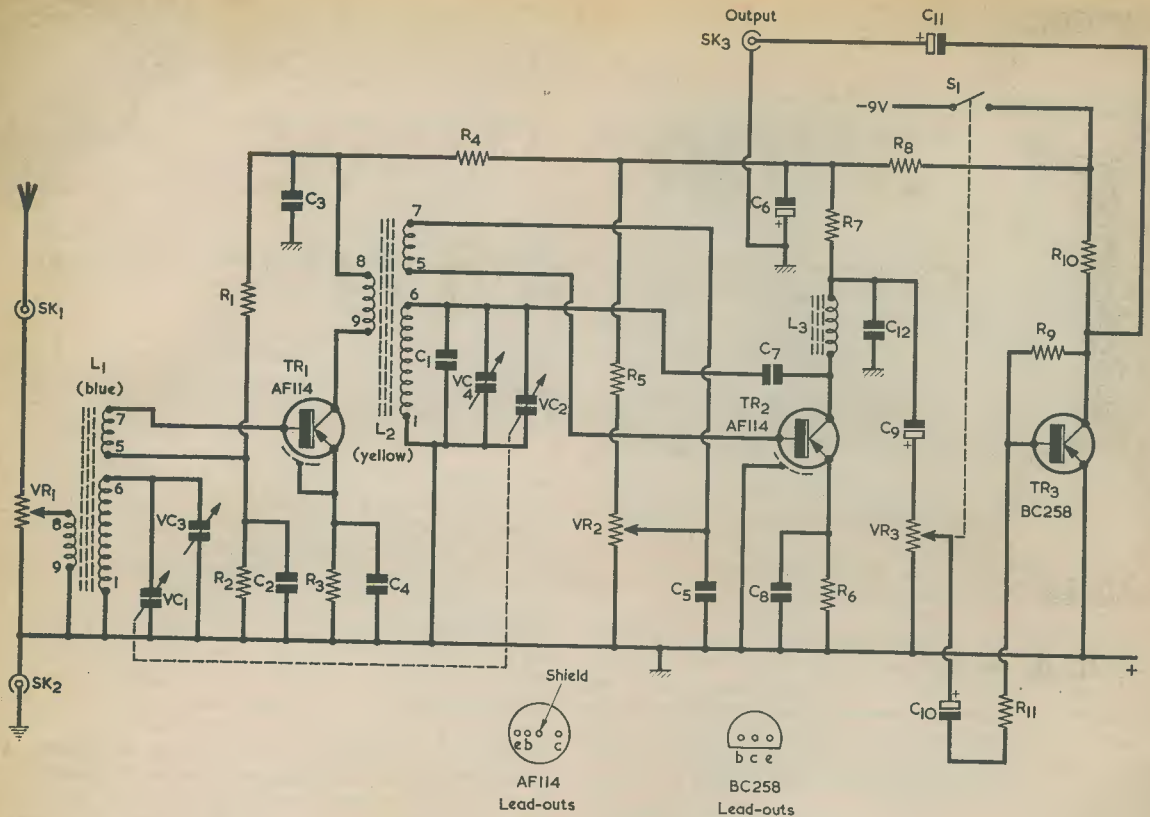 Output
SK3
C11
+
S1
-9V
R4
R8
C3
C6
+
R7
R10
7
5
6
8
9
L2
(yellow)
1
R1
SK1
L1
(blue)
7
5
6
8
9
1
TR1
AF114
C1
VC
4
VC2
R5
C7
L3
C12
R9
TR2
AF114
C9
+
TR3
BC258
VR1
VC3
VC1
R2
C2
R3
C4
VR2
C5
C8
R6
VR3
+
SK2
C10
+
R11
Shield
e b c
AF114
Lead-outs
b c e
BC258
Lead-outs